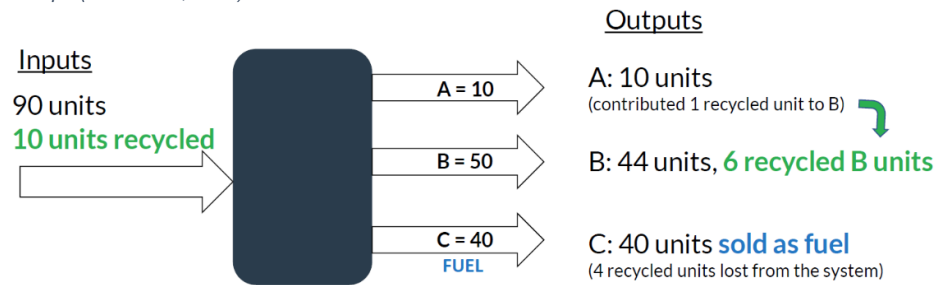 Outputs
Inputs
90 units
10 units recycled
A = 10
A: 10 units
(contributed 1 recycled unit to B)
B = 50
B: 44 units, 6 recycled B units
C = 40
FUEL
C: 40 units sold as fuel
(4 recycled units lost from the system)